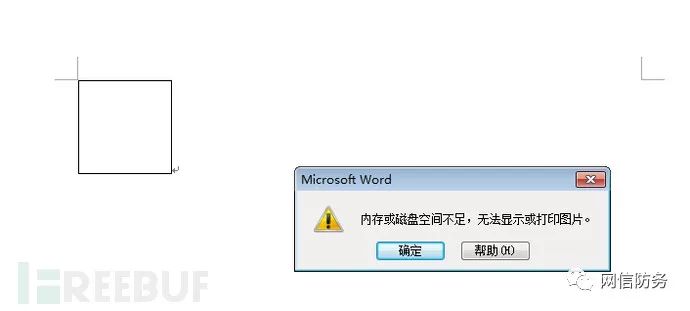 Microsoft Word
内存或磁盘空间不足，无法显示或打印图片。
确定
帮助(H)
网信防务
FREEBUF